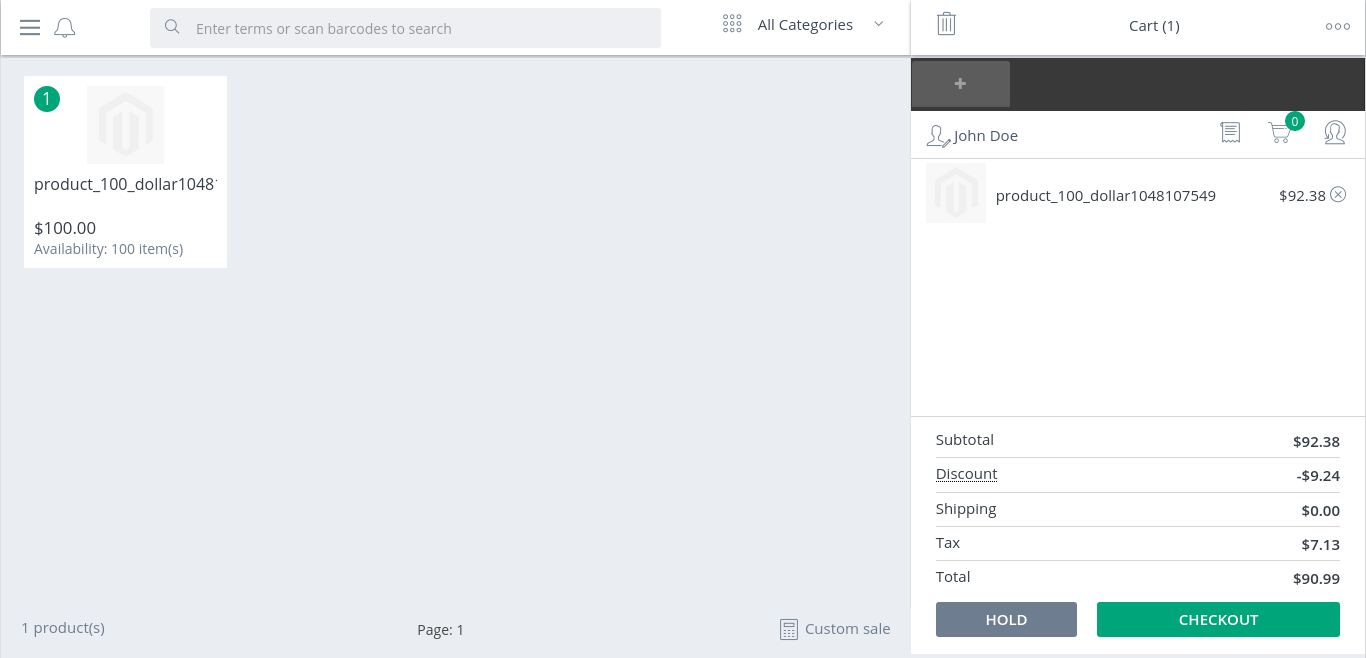 Enter terms or scan barcodes to search
All Categories
Cart (1)
+
1
product_100_dollar1048
$100.00
Availability: 100 item(s)
John Doe
0
product_100_dollar1048107549
$92.38
Subtotal
$92.38
Discount
-$9.24
Shipping
$0.00
Tax
$7.13
Total
$90.99
HOLD
CHECKOUT
1 product(s)
Page: 1
Custom sale